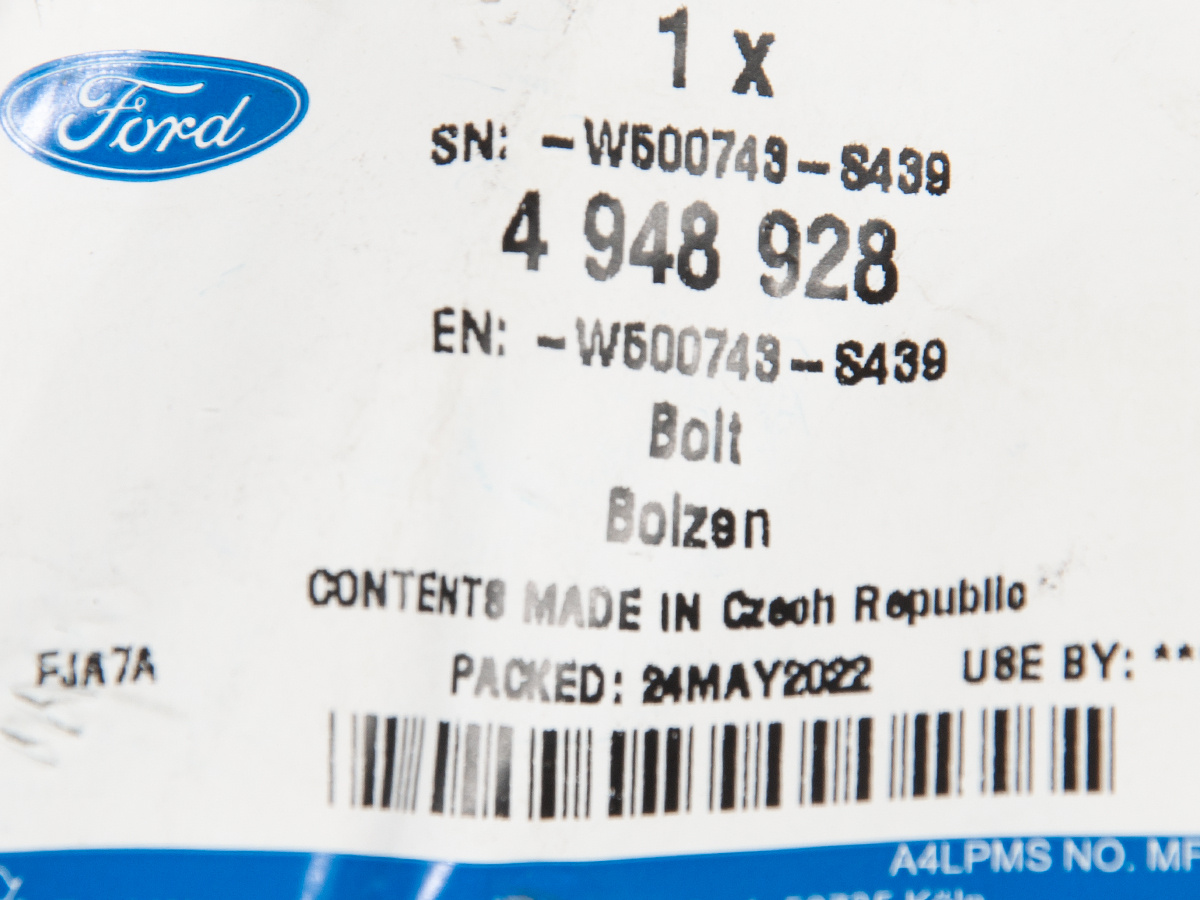 Ford
1 x
SN: -W500743-S439
4 948 928
EN: -W500743-S439
Bolt
Bolzen
CONTENTS MADE IN Czech Republic
FJA7A
PACKED: 24MAY2022
USE BY: **
A4LPMS NO. MF
Köln